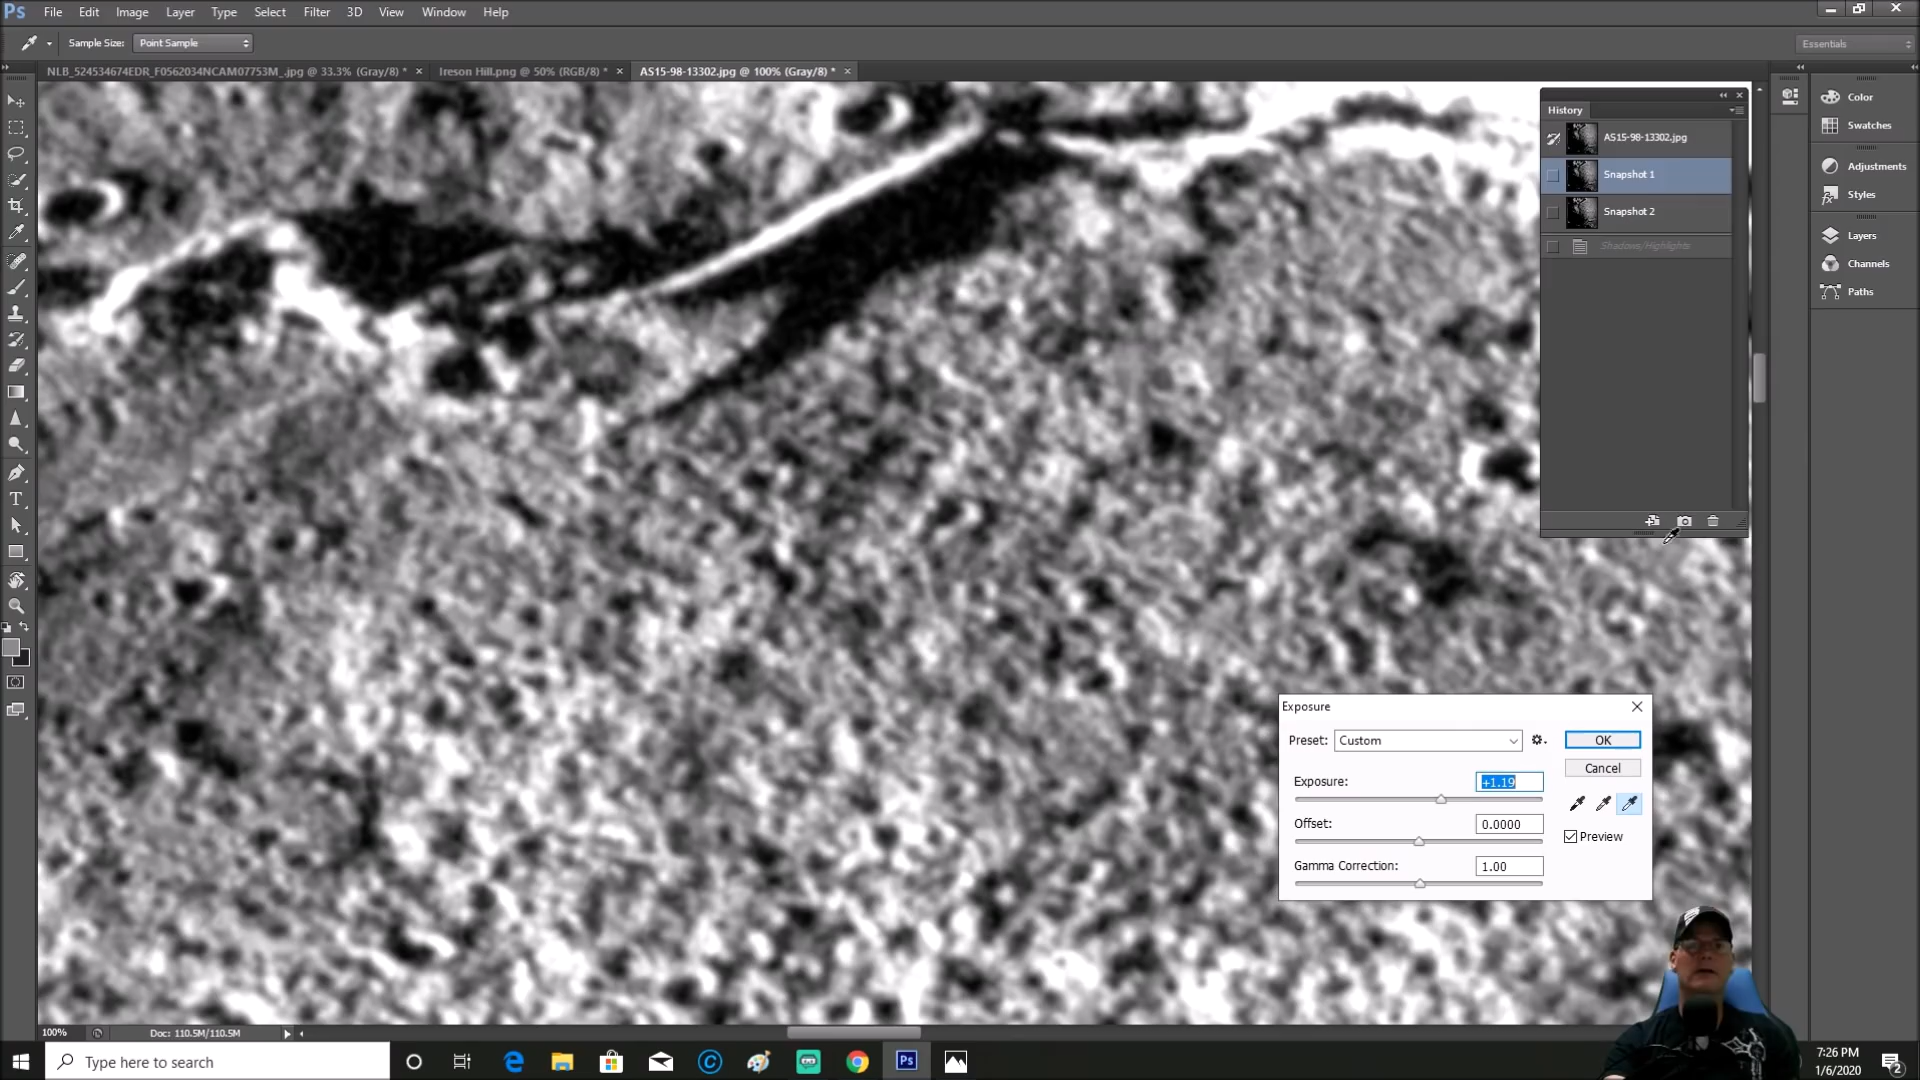 Ps File Edit Image Layer Type Select Filter 3D View Window Help
Sample Size: Point Sample
Essentials
NLB_524534674EDR_F0562034NCAM07753M_.jpg @ 33.3% (Gray/8) * ×
Ireson Hill.png @ 50% (RGB/8) * ×
AS15-98-13302.jpg @ 100% (Gray/8) * ×
History
AS15-98-13302.jpg
Snapshot 1
Snapshot 2
Shadows/Highlights
Color
Swatches
Adjustments
Styles
Layers
Channels
Paths
Exposure
Preset: Custom
OK
Exposure: +1.19
Cancel
Offset: 0.0000
Preview
Gamma Correction: 1.00
100%
Doc: 110.5M/110.5M
Type here to search
Ps
7:26 PM
1/6/2020
2